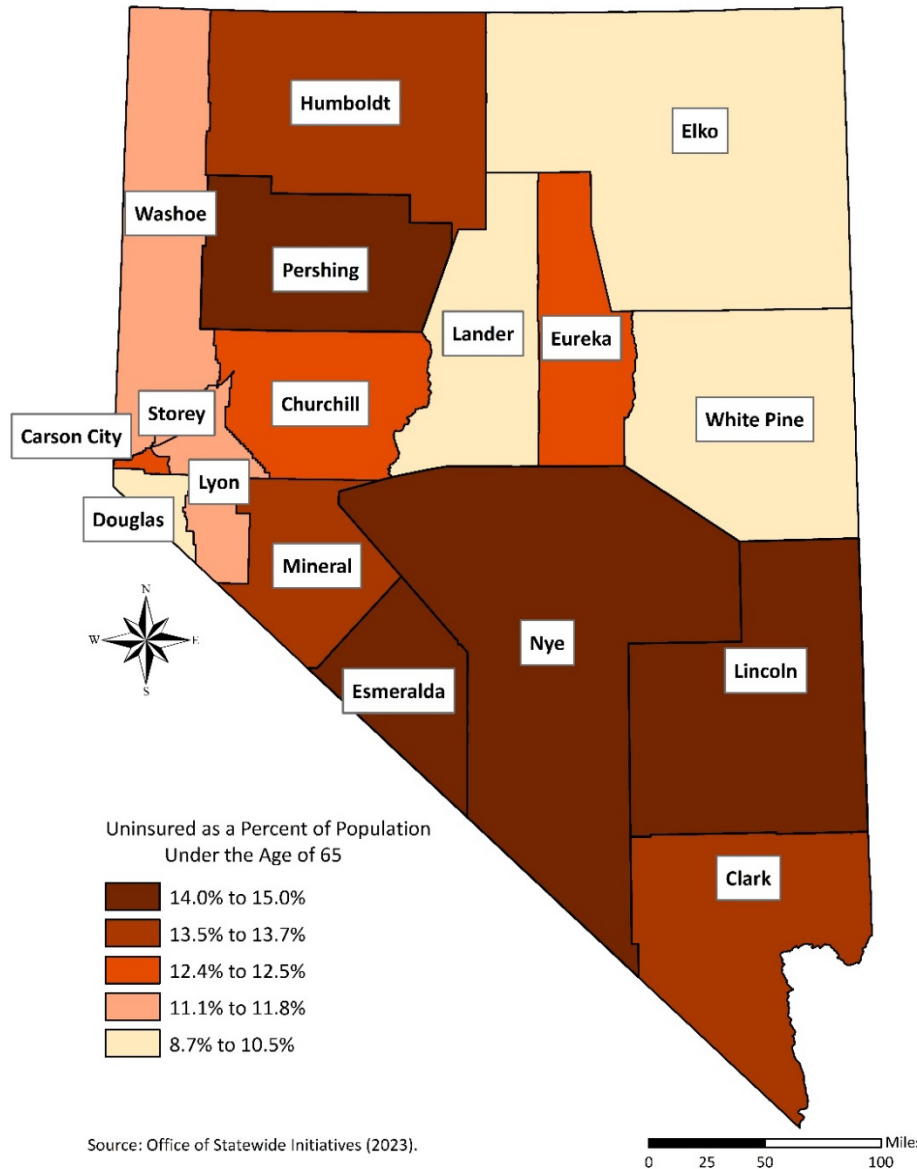 Humboldt
Elko
Washoe
Pershing
Lander
Eureka
Storey
Churchill
White Pine
Carson City
Lyon
Douglas
Mineral
N
W
E
S
Nye
Esmeralda
Lincoln
Clark
Uninsured as a Percent of Population
Under the Age of 65
14.0% to 15.0%
13.5% to 13.7%
12.4% to 12.5%
11.1% to 11.8%
8.7% to 10.5%
Source: Office of Statewide Initiatives (2023).
Mile
0 25 50 100